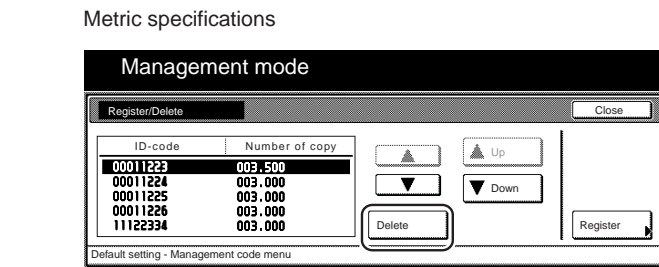 Metric specifications
Management mode
Register/Delete
Close
ID-code Number of copy
00011223 003.500
00011224 003.000
00011225 003.000
00011226 003.000
11122334 003.000
Up
Down
Delete
Register
Default setting - Management code menu